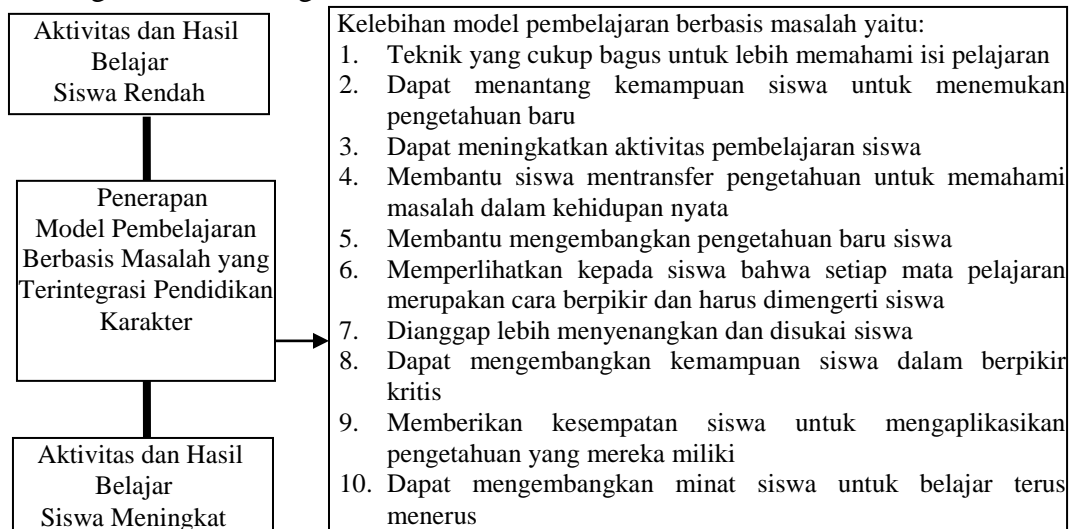 Aktivitas dan Hasil
Belajar
Siswa Rendah
Penerapan
Model Pembelajaran
Berbasis Masalah yang
Terintegrasi Pendidikan
Karakter
Aktivitas dan Hasil
Belajar
Siswa Meningkat
Kelebihan model pembelajaran berbasis masalah yaitu:
1. Teknik yang cukup bagus untuk lebih memahami isi pelajaran
2. Dapat menantang kemampuan siswa untuk menemukan
pengetahuan baru
3. Dapat meningkatkan aktivitas pembelajaran siswa
4. Membantu siswa mentransfer pengetahuan untuk memahami
masalah dalam kehidupan nyata
5. Membantu mengembangkan pengetahuan baru siswa
6. Memperlihatkan kepada siswa bahwa setiap mata pelajaran
merupakan cara berpikir dan harus dimengerti siswa
7. Dianggap lebih menyenangkan dan disukai siswa
8. Dapat mengembangkan kemampuan siswa dalam berpikir
kritis
9. Memberikan kesempatan siswa untuk mengaplikasikan
pengetahuan yang mereka miliki
10. Dapat mengembangkan minat siswa untuk belajar terus
menerus